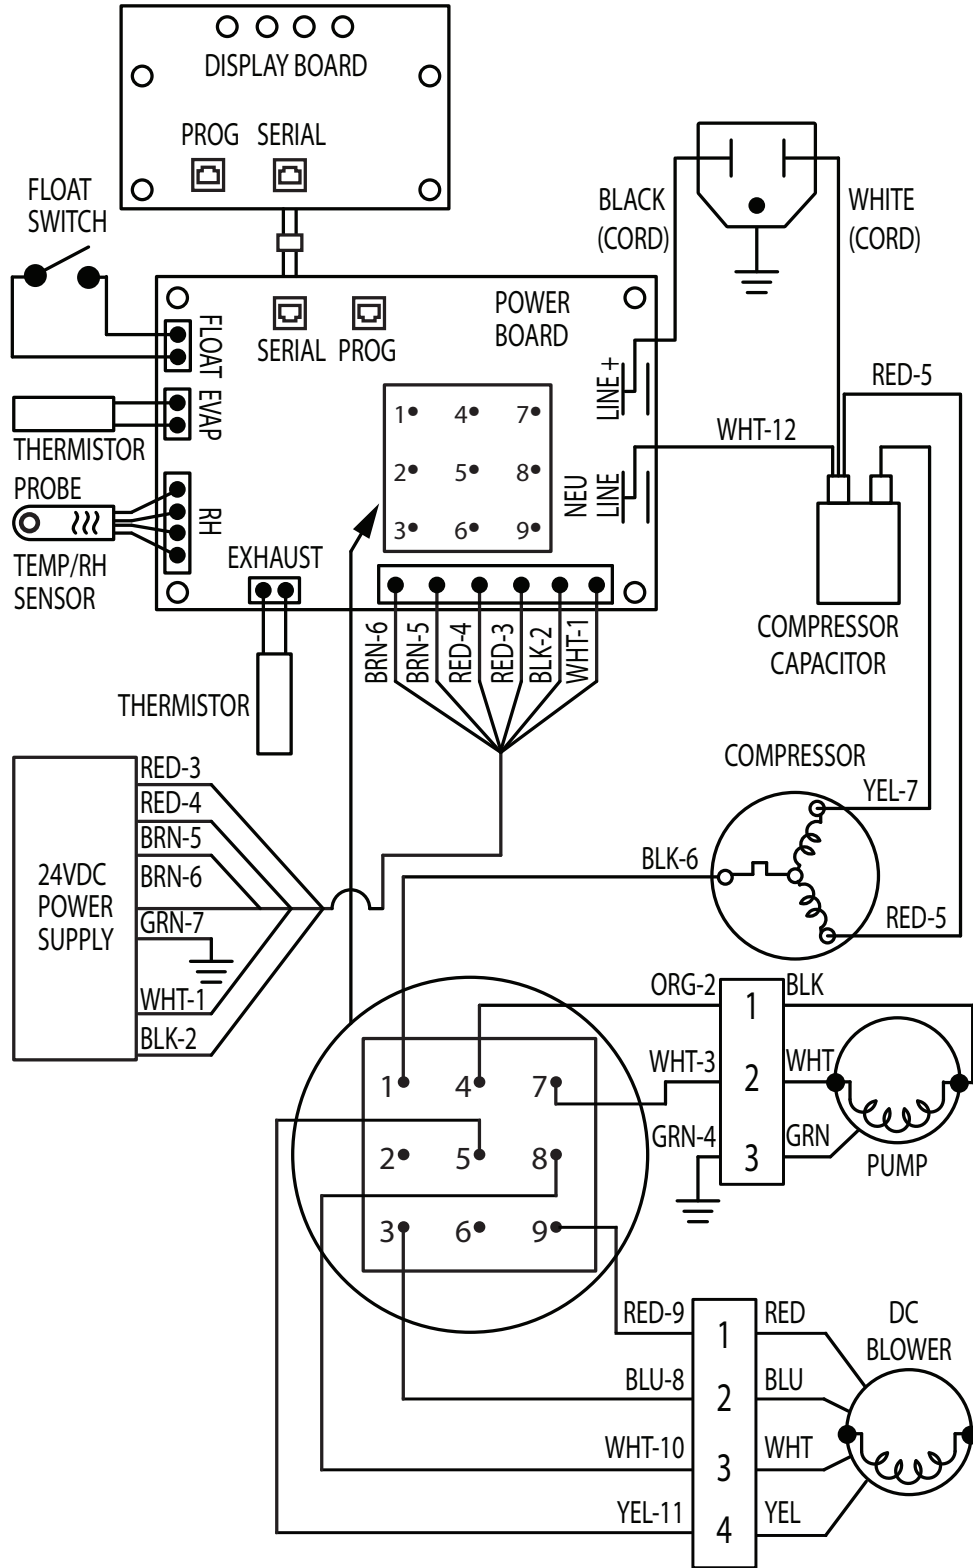 DISPLAY BOARD
PROG SERIAL
FLOAT
SWITCH
BLACK
(CORD)
WHITE
(CORD)
FLOAT
SERIAL PROG
POWER
BOARD
LINE +
RED-5
EVAP
THERMISTOR
1 4 7
2 5 8
3 6 9
WHT-12
NEU
LINE
PROBE
RH
TEMP/RH
SENSOR
EXHAUST
COMPRESSOR
CAPACITOR
BRN-6
BRN-5
RED-4
RED-3
BLK-2
WHT-1
THERMISTOR
COMPRESSOR
YEL-7
BLK-6
RED-5
24VDC
POWER
SUPPLY
RED-3
RED-4
BRN-5
BRN-6
GRN-7
WHT-1
BLK-2
1 4 7
2 5 8
3 6 9
ORG-2 1 BLK
WHT-3 2 WHT
GRN-4 3 GRN
PUMP
RED-9 1 RED
BLU-8 2 BLU
WHT-10 3 WHT
YEL-11 4 YEL
DC
BLOWER